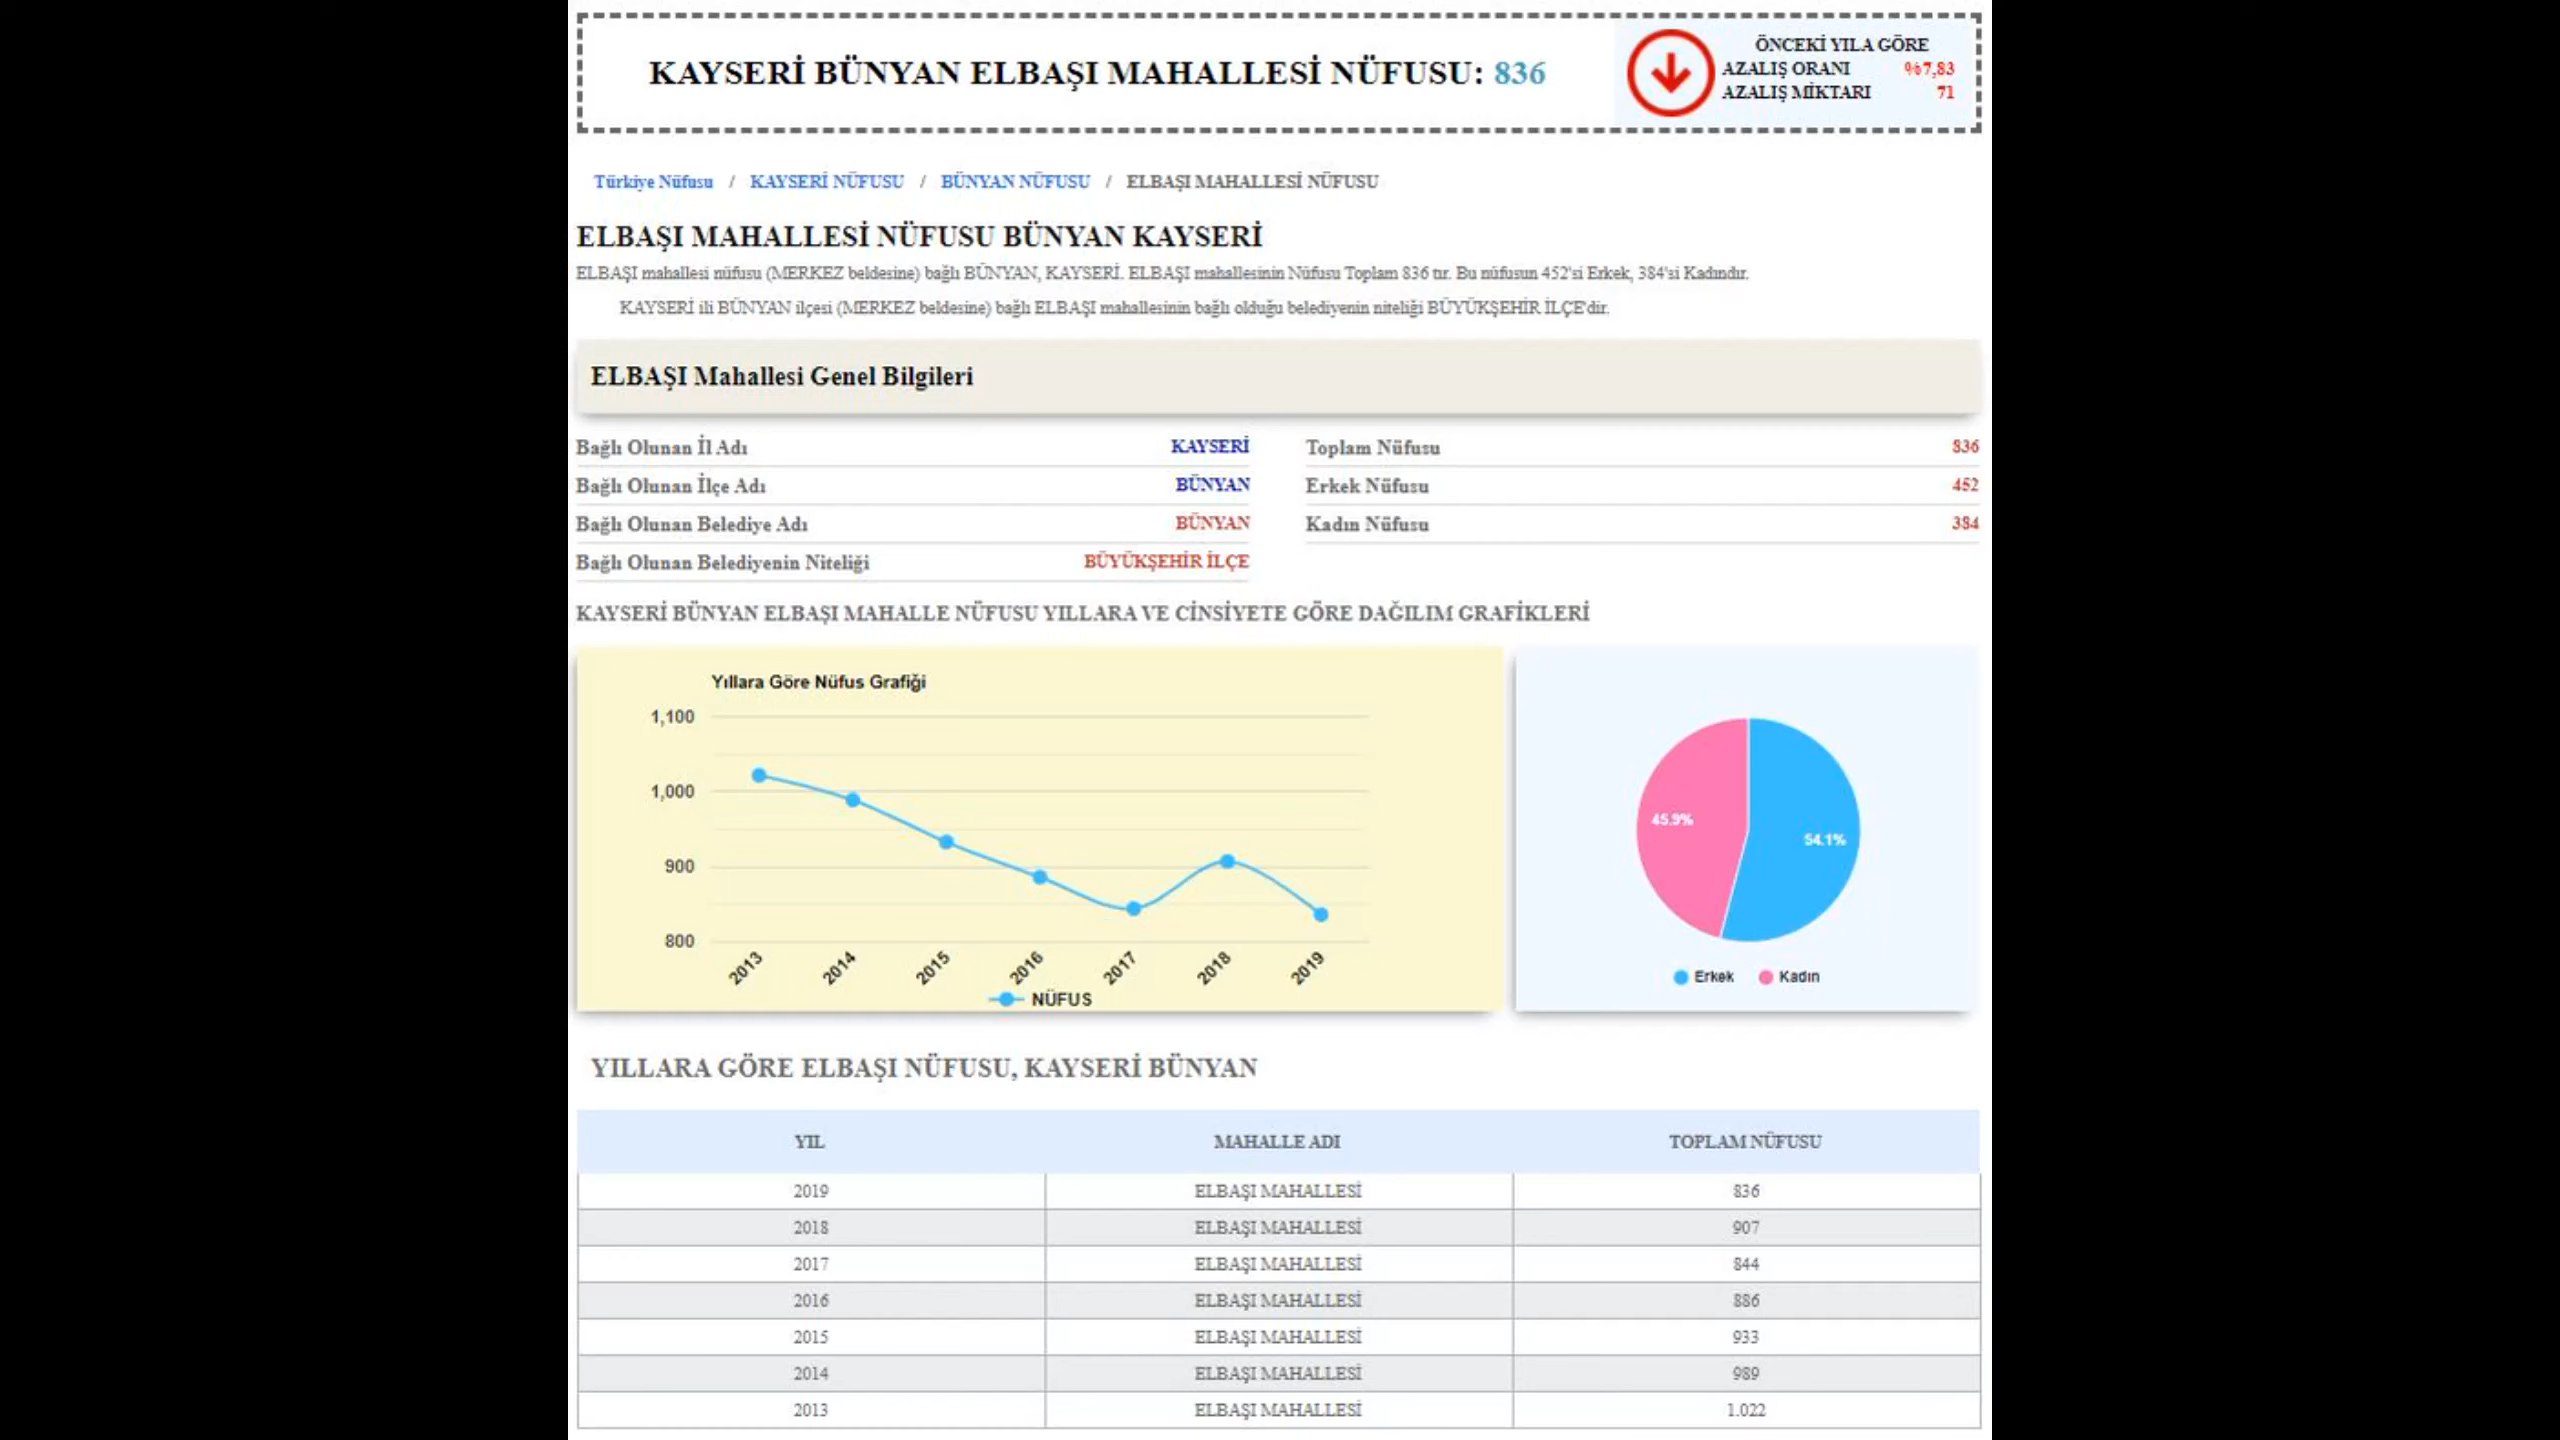 KAYSERİ BÜNYAN ELBAŞI MAHALLESİ NÜFUSU: 836
ÖNCEKİ YILA GÖRE
AZALIŞ ORANI %7,83
AZALIŞ MİKTARI 71
Türkiye Nüfusu / KAYSERİ NÜFUSU / BÜNYAN NÜFUSU / ELBAŞI MAHALLESİ NÜFUSU
ELBAŞI MAHALLESİ NÜFUSU BÜNYAN KAYSERİ
ELBAŞI mahallesi nüfusu (MERKEZ beldesine) bağlı BÜNYAN, KAYSERİ. ELBAŞI mahallesinin Nüfusu Toplam 836 tır. Bu nüfusun 452'si Erkek, 384'si Kadındır.
KAYSERİ ili BÜNYAN ilçesi (MERKEZ beldesine) bağlı ELBAŞI mahallesinin bağlı olduğu belediyenin niteliği BÜYÜKŞEHİR İLÇE'dir.
ELBAŞI Mahallesi Genel Bilgileri
Bağlı Olunan İl Adı KAYSERİ
Bağlı Olunan İlçe Adı BÜNYAN
Bağlı Olunan Belediye Adı BÜNYAN
Bağlı Olunan Belediyenin Niteliği BÜYÜKŞEHİR İLÇE
Toplam Nüfusu 836
Erkek Nüfusu 452
Kadın Nüfusu 384
KAYSERİ BÜNYAN ELBAŞI MAHALLE NÜFUSU YILLARA VE CİNSİYETE GÖRE DAĞILIM GRAFİKLERİ
Yıllara Göre Nüfus Grafiği
1,100
1,000
900
800
2013 2014 2015 2016 2017 2018 2019
NÜFUS
45.9%
54.1%
Erkek Kadın
YILLARA GÖRE ELBAŞI NÜFUSU, KAYSERİ BÜNYAN
YIL MAHALLE ADI TOPLAM NÜFUSU
2019 ELBAŞI MAHALLESİ 836
2018 ELBAŞI MAHALLESİ 907
2017 ELBAŞI MAHALLESİ 844
2016 ELBAŞI MAHALLESİ 886
2015 ELBAŞI MAHALLESİ 933
2014 ELBAŞI MAHALLESİ 989
2013 ELBAŞI MAHALLESİ 1.022